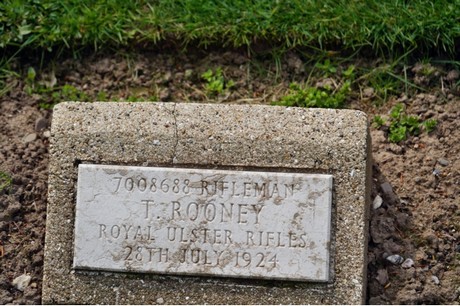 7008688 RIFLEMAN
T. ROONEY
ROYAL ULSTER RIFLES
28TH JULY 1924